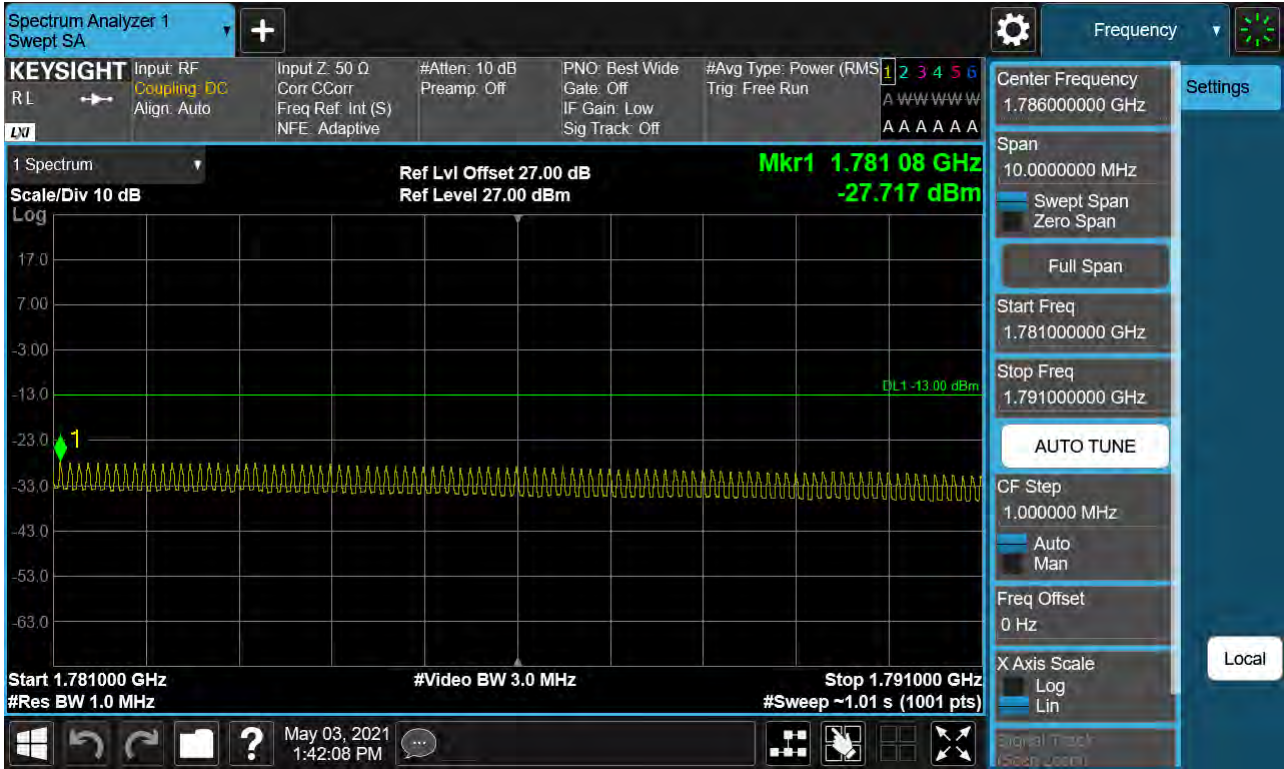 Spectrum Analyzer 1
Swept SA
Frequency
KEYSIGHT
R L
LXI
Input: RF
Coupling: DC
Align: Auto
Input Z: 50 Ω
Corr CCorr
Freq Ref: Int (S)
NFE: Adaptive
#Atten: 10 dB
Preamp: Off
PNO: Best Wide
Gate: Off
IF Gain: Low
Sig Track: Off
#Avg Type: Power (RMS
Trig: Free Run
1 2 3 4 5 6
A W W W W W
A A A A A A
1 Spectrum
Scale/Div 10 dB
Log
Ref Lvl Offset 27.00 dB
Ref Level 27.00 dBm
Mkr1 1.781 08 GHz
-27.717 dBm
17.0
7.00
-3.00
-13.0
DL1 -13.00 dBm
-23.0
1
-33.0
-43.0
-53.0
-63.0
Start 1.781000 GHz
#Res BW 1.0 MHz
#Video BW 3.0 MHz
Stop 1.791000 GHz
#Sweep ~1.01 s (1001 pts)
Center Frequency
1.786000000 GHz
Span
10.0000000 MHz
Swept Span
Zero Span
Full Span
Start Freq
1.781000000 GHz
Stop Freq
1.791000000 GHz
AUTO TUNE
CF Step
1.000000 MHz
Auto
Man
Freq Offset
0 Hz
X Axis Scale
Log
Lin
Signal Track
(Span Zoom)
Settings
Local
May 03, 2021
1:42:08 PM